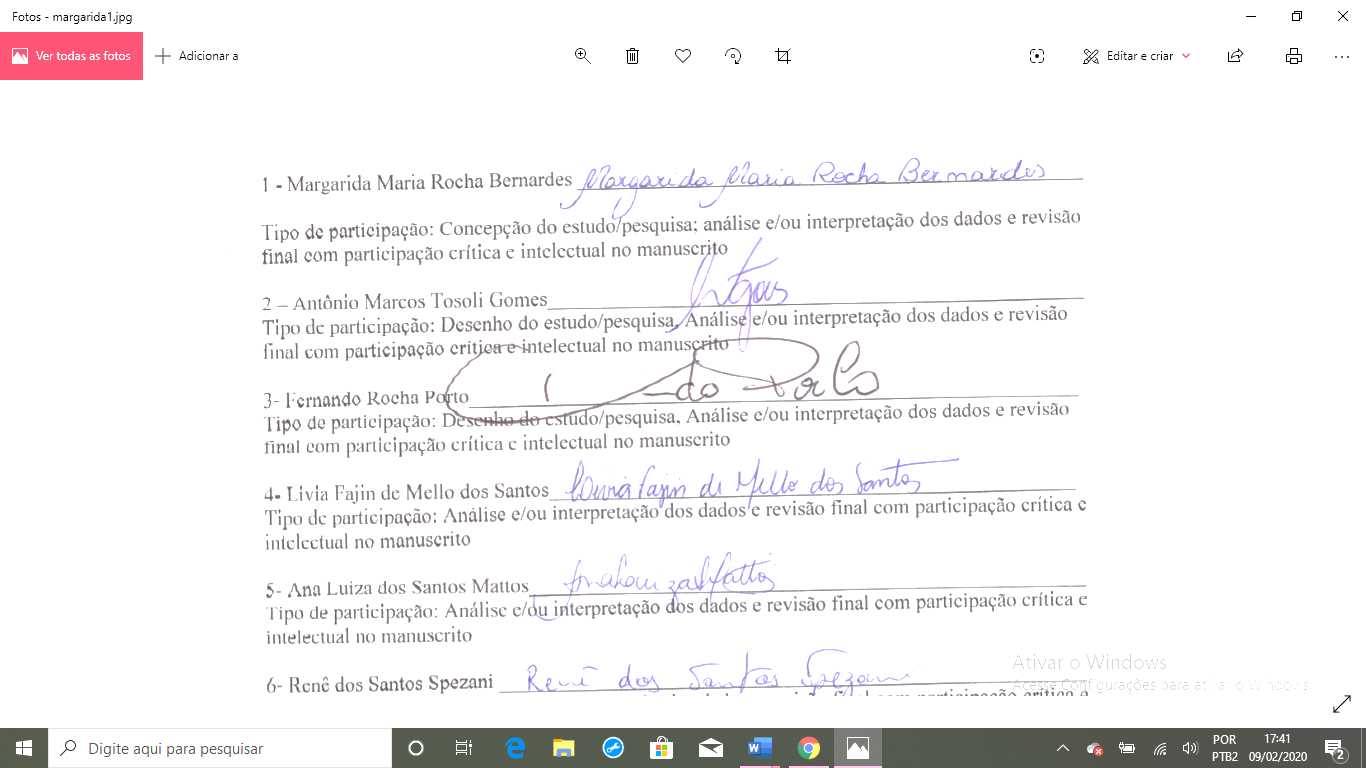 Fotos - margarida1.jpg
Ver todas as fotos
Adicionar a
Editar e criar
1 - Margarida Maria Rocha Bernardes Margarida Maria Rocha Bernardes
Tipo de participação: Concepção do estudo/pesquisa; análise e/ou interpretação dos dados e revisão
final com participação crítica e intelectual no manuscrito
2 – Antônio Marcos Tosoli Gomes
Tipo de participação: Desenho do estudo/pesquisa, Análise e/ou interpretação dos dados e revisão
final com participação crítica e intelectual no manuscrito
3- Fernando Rocha Porto do Porto
Tipo de participação: Desenho do estudo/pesquisa, Análise e/ou interpretação dos dados e revisão
final com participação crítica e intelectual no manuscrito
4- Livia Fajin de Mello dos Santos Livia Fajin de Mello dos Santos
Tipo de participação: Análise e/ou interpretação dos dados e revisão final com participação crítica e
intelectual no manuscrito
5- Ana Luiza dos Santos Mattos
Tipo de participação: Análise e/ou interpretação dos dados e revisão final com participação crítica e
intelectual no manuscrito
6- Renê dos Santos Spezani Renê dos Santos Spezani
Ativar o Windows
Acesse Configurações para ativar o Windows.
Digite aqui para pesquisar
POR
PTB2
17:41
09/02/2020
2